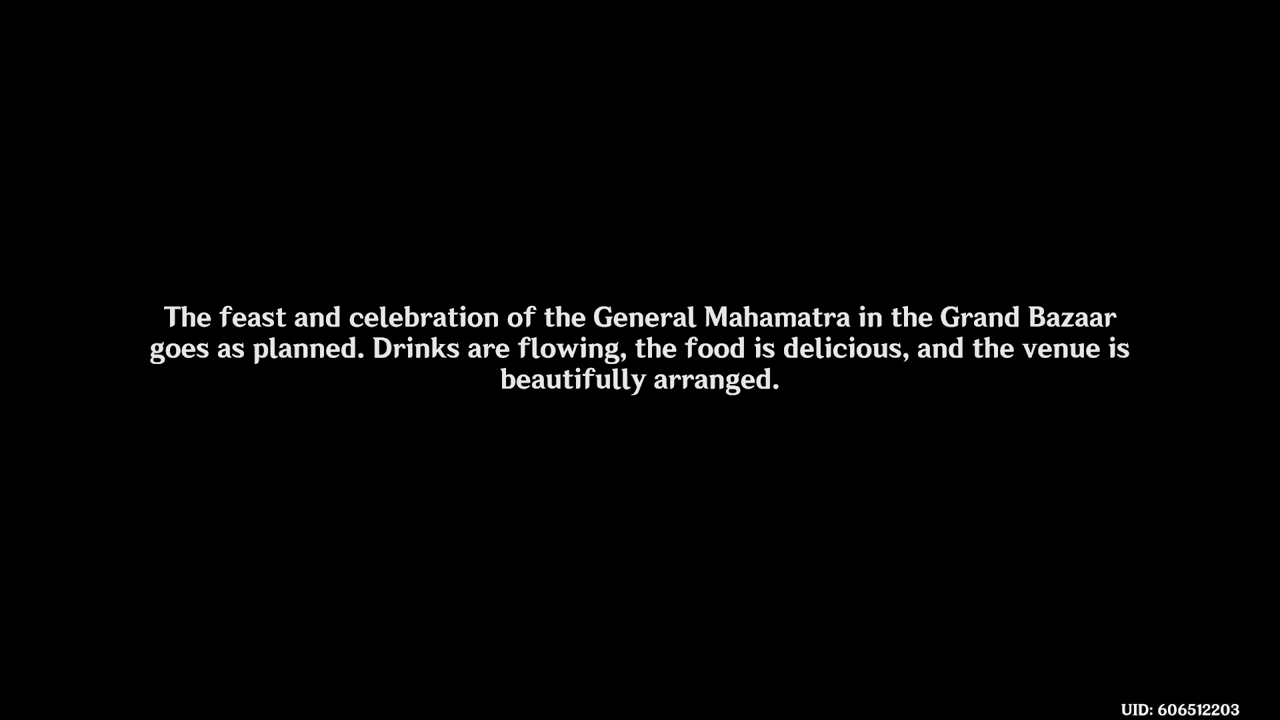 The feast and celebration of the General Mahamatra in the Grand Bazaar
goes as planned. Drinks are flowing, the food is delicious, and the venue is
beautifully arranged.
UID: 606512203